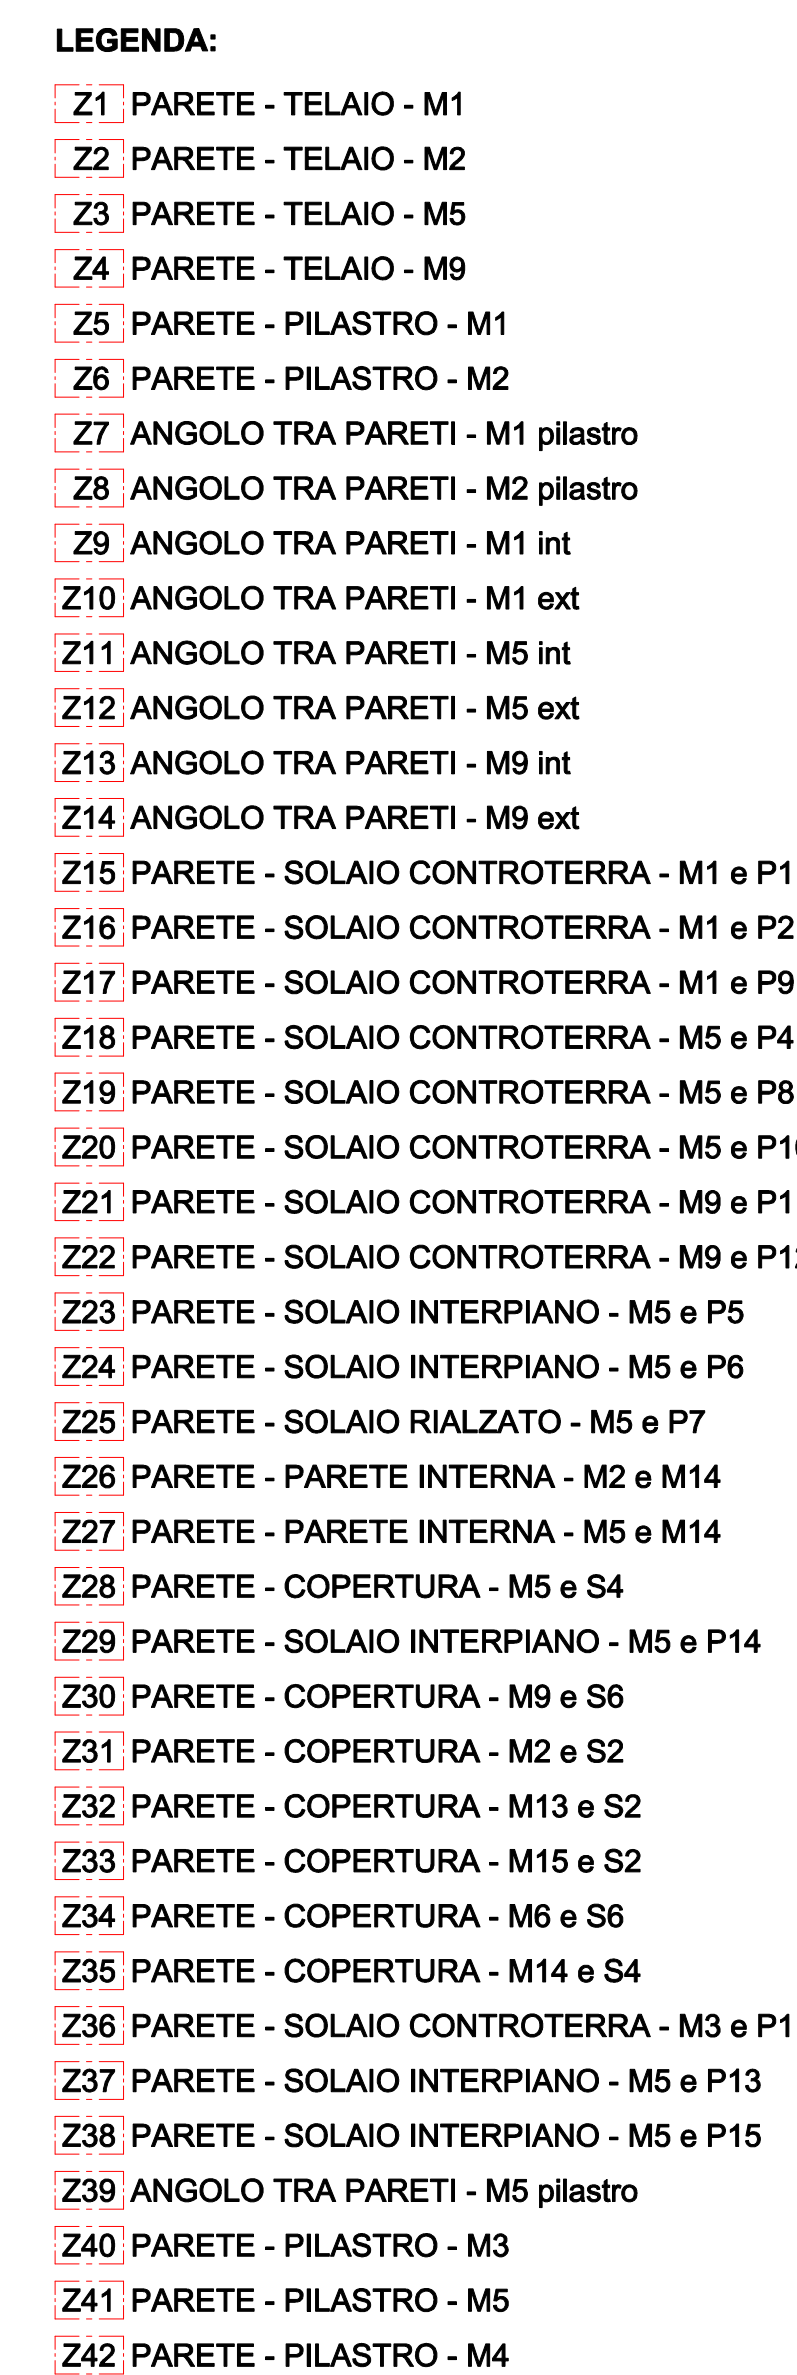 LEGENDA:
Z1 PARETE - TELAIO - M1
Z2 PARETE - TELAIO - M2
Z3 PARETE - TELAIO - M5
Z4 PARETE - TELAIO - M9
Z5 PARETE - PILASTRO - M1
Z6 PARETE - PILASTRO - M2
Z7 ANGOLO TRA PARETI - M1 pilastro
Z8 ANGOLO TRA PARETI - M2 pilastro
Z9 ANGOLO TRA PARETI - M1 int
Z10 ANGOLO TRA PARETI - M1 ext
Z11 ANGOLO TRA PARETI - M5 int
Z12 ANGOLO TRA PARETI - M5 ext
Z13 ANGOLO TRA PARETI - M9 int
Z14 ANGOLO TRA PARETI - M9 ext
Z15 PARETE - SOLAIO CONTROTERRA - M1 e P1
Z16 PARETE - SOLAIO CONTROTERRA - M1 e P2
Z17 PARETE - SOLAIO CONTROTERRA - M1 e P9
Z18 PARETE - SOLAIO CONTROTERRA - M5 e P4
Z19 PARETE - SOLAIO CONTROTERRA - M5 e P8
Z20 PARETE - SOLAIO CONTROTERRA - M5 e
Z21 PARETE - SOLAIO CONTROTERRA - M9 e P1
Z22 PARETE - SOLAIO CONTROTERRA - M9 e
Z23 PARETE - SOLAIO INTERPIANO - M5 e P5
Z24 PARETE - SOLAIO INTERPIANO - M5 e P6
Z25 PARETE - SOLAIO RIALZATO - M5 e P7
Z26 PARETE - PARETE INTERNA - M2 e M14
Z27 PARETE - PARETE INTERNA - M5 e M14
Z28 PARETE - COPERTURA - M5 e S4
Z29 PARETE - SOLAIO INTERPIANO - M5 e P14
Z30 PARETE - COPERTURA - M9 e S6
Z31 PARETE - COPERTURA - M2 e S2
Z32 PARETE - COPERTURA - M13 e S2
Z33 PARETE - COPERTURA - M15 e S2
Z34 PARETE - COPERTURA - M6 e S6
Z35 PARETE - COPERTURA - M14 e S4
Z36 PARETE - SOLAIO CONTROTERRA - M3 e P1
Z37 PARETE - SOLAIO INTERPIANO - M5 e P13
Z38 PARETE - SOLAIO INTERPIANO - M5 e P15
Z39 ANGOLO TRA PARETI - M5 pilastro
Z40 PARETE - PILASTRO - M3
Z41 PARETE - PILASTRO - M5
Z42 PARETE - PILASTRO - M4